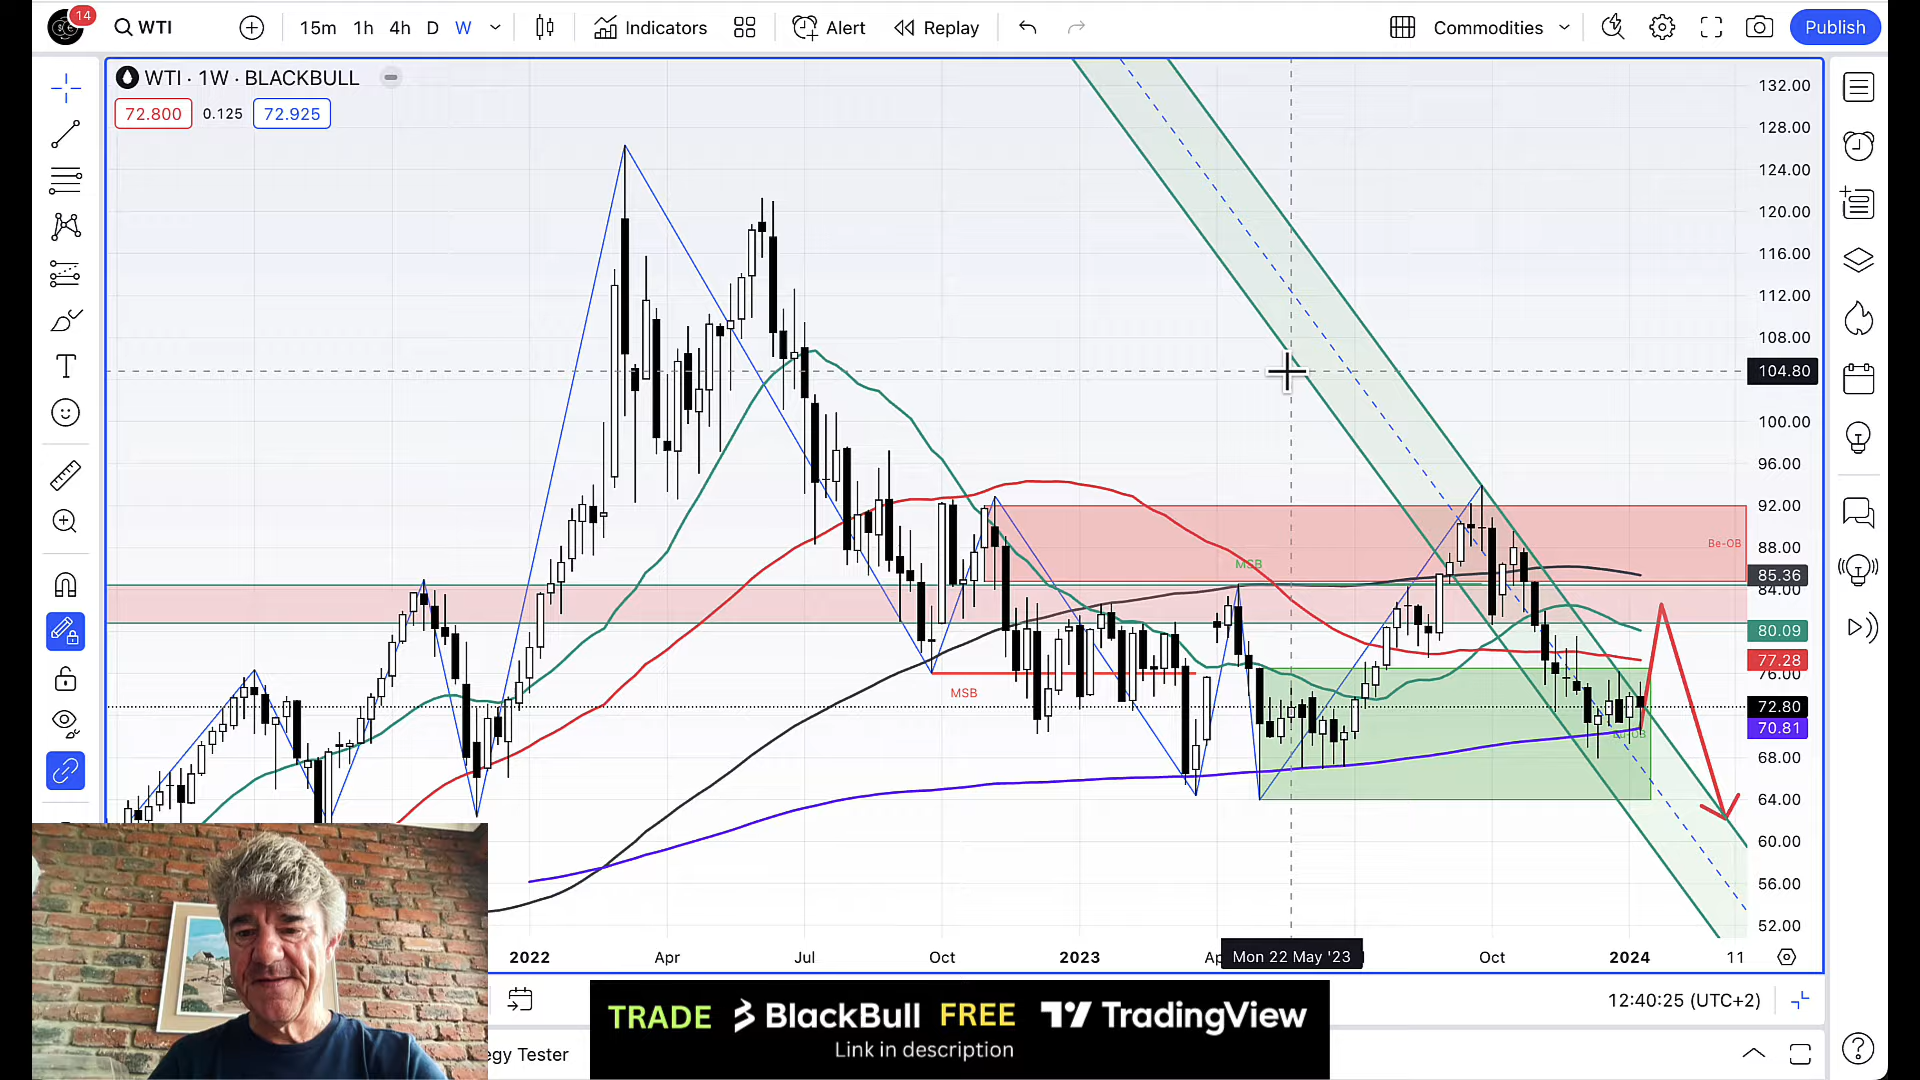 14
WTI
15m 1h 4h D W
Indicators
Alert
Replay
Commodities
Publish
WTI · 1W · BLACKBULL
72.800 0.125 72.925
132.00
128.00
124.00
120.00
116.00
112.00
108.00
104.80
100.00
96.00
92.00
88.00
85.36
84.00
80.09
77.28
76.00
72.80
70.81
68.00
64.00
60.00
56.00
52.00
Be-OB
MSB
MSB
Bu-OB
2022 Apr Jul Oct 2023 Ap Mon 22 May '23 Oct 2024 11
12:40:25 (UTC+2)
egy Tester
TRADE BlackBull FREE TradingView
Link in description